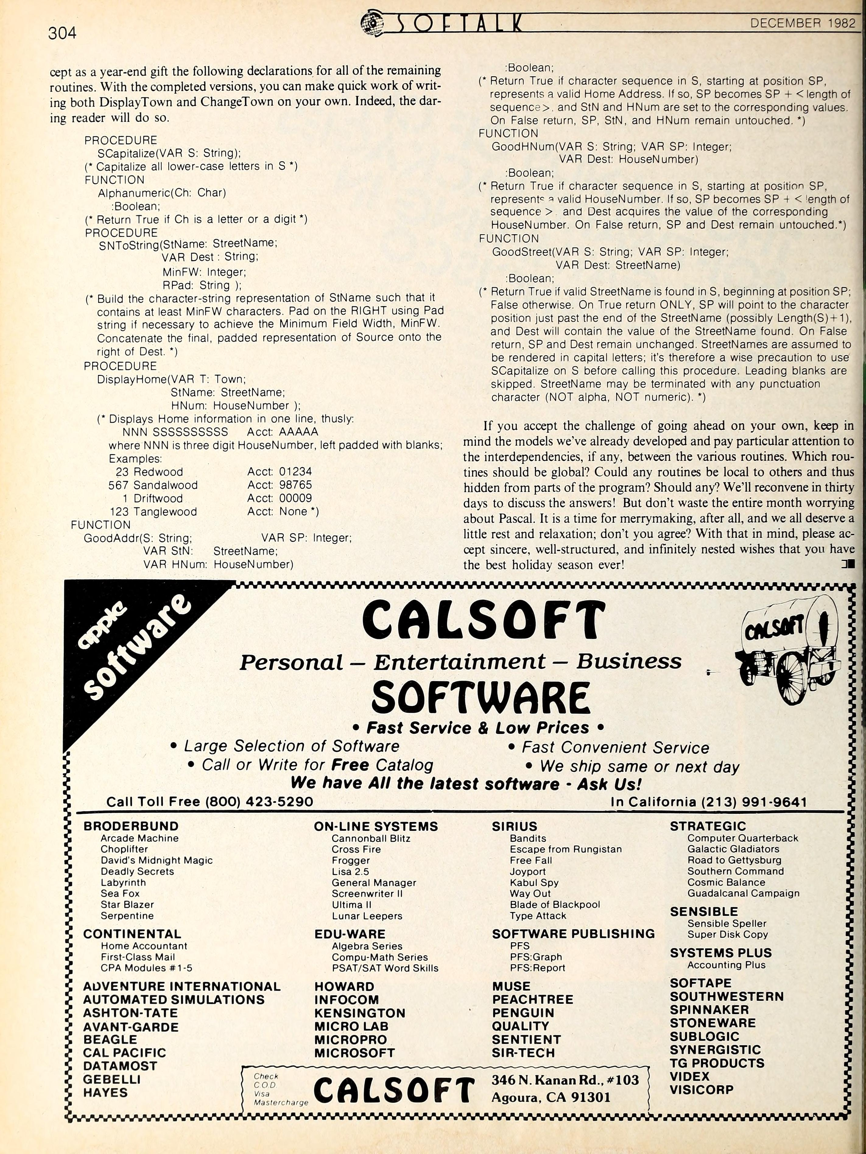 304
SOFTALK
DECEMBER 1982
cept as a year-end gift the following declarations for all of the remaining
routines. With the completed versions, you can make quick work of writ-
ing both DisplayTown and ChangeTown on your own. Indeed, the dar-
ing reader will do so.
PROCEDURE
SCapitalize(VAR S: String);
(* Capitalize all lower-case letters in S *)
FUNCTION
Alphanumeric(Ch: Char)
:Boolean;
(* Return True if Ch is a letter or a digit *)
PROCEDURE
SNToString(StName: StreetName;
VAR Dest : String;
MinFW: Integer;
RPad: String );
(* Build the character-string representation of StName such that it
contains at least MinFW characters. Pad on the RIGHT using Pad
string if necessary to achieve the Minimum Field Width, MinFW.
Concatenate the final, padded representation of Source onto the
right of Dest. *)
PROCEDURE
DisplayHome(VAR T: Town;
StName: StreetName;
HNum: HouseNumber );
(* Displays Home information in one line, thusly:
NNN SSSSSSSSSS Acct: AAAAA
where NNN is three digit HouseNumber, left padded with blanks;
Examples:
23 Redwood Acct: 01234
567 Sandalwood Acct: 98765
1 Driftwood Acct: 00009
123 Tanglewood Acct: None *)
FUNCTION
GoodAddr(S: String; VAR SP: Integer;
VAR StN: StreetName;
VAR HNum: HouseNumber)
:Boolean;
(* Return True if character sequence in S, starting at position SP,
represents a valid Home Address. If so, SP becomes SP + < length of
sequence>, and StN and HNum are set to the corresponding values.
On False return, SP, StN, and HNum remain untouched. *)
FUNCTION
GoodHNum(VAR S: String; VAR SP: Integer;
VAR Dest: HouseNumber)
:Boolean;
(* Return True if character sequence in S, starting at position SP,
represents a valid HouseNumber. If so, SP becomes SP + < length of
sequence > and Dest acquires the value of the corresponding
HouseNumber. On False return, SP and Dest remain untouched.*)
FUNCTION
GoodStreet(VAR S: String; VAR SP: Integer;
VAR Dest: StreetName)
:Boolean;
(* Return True if valid StreetName is found in S, beginning at position SP;
False otherwise. On True return ONLY, SP will point to the character
position just past the end of the StreetName (possibly Length(S)+1),
and Dest will contain the value of the StreetName found. On False
return, SP and Dest remain unchanged. StreetNames are assumed to
be rendered in capital letters; it's therefore a wise precaution to use
SCapitalize on S before calling this procedure. Leading blanks are
skipped. StreetName may be terminated with any punctuation
character (NOT alpha, NOT numeric). *)
If you accept the challenge of going ahead on your own, keep in
mind the models we've already developed and pay particular attention to
the interdependencies, if any, between the various routines. Which rou-
tines should be global? Could any routines be local to others and thus
hidden from parts of the program? Should any? We'll reconvene in thirty
days to discuss the answers! But don't waste the entire month worrying
about Pascal. It is a time for merrymaking, after all, and we all deserve a
little rest and relaxation; don't you agree? With that in mind, please ac-
cept sincere, well-structured, and infinitely nested wishes that you have
the best holiday season ever!
apple
software
CALSOFT
CALSOFT
Personal — Entertainment — Business
SOFTWARE
• Fast Service & Low Prices •
• Large Selection of Software • Fast Convenient Service
• Call or Write for Free Catalog • We ship same or next day
We have All the latest software - Ask Us!
Call Toll Free (800) 423-5290 In California (213) 991-9641
BRODERBUND
Arcade Machine
Choplifter
David's Midnight Magic
Deadly Secrets
Labyrinth
Sea Fox
Star Blazer
Serpentine
CONTINENTAL
Home Accountant
First-Class Mail
CPA Modules #1-5
ADVENTURE INTERNATIONAL
AUTOMATED SIMULATIONS
ASHTON-TATE
AVANT-GARDE
BEAGLE
CAL PACIFIC
DATAMOST
GEBELLI
HAYES
ON-LINE SYSTEMS
Cannonball Blitz
Cross Fire
Frogger
Lisa 2.5
General Manager
Screenwriter II
Ultima II
Lunar Leepers
EDU-WARE
Algebra Series
Compu-Math Series
PSAT/SAT Word Skills
HOWARD
INFOCOM
KENSINGTON
MICRO LAB
MICROPRO
MICROSOFT
SIRIUS
Bandits
Escape from Rungistan
Free Fall
Joyport
Kabul Spy
Way Out
Blade of Blackpool
Type Attack
SOFTWARE PUBLISHING
PFS
PFS:Graph
PFS:Report
MUSE
PEACHTREE
PENGUIN
QUALITY
SENTIENT
SIR-TECH
STRATEGIC
Computer Quarterback
Galactic Gladiators
Road to Gettysburg
Southern Command
Cosmic Balance
Guadalcanal Campaign
SENSIBLE
Sensible Speller
Super Disk Copy
SYSTEMS PLUS
Accounting Plus
SOFTAPE
SOUTHWESTERN
SPINNAKER
STONEWARE
SUBLOGIC
SYNERGISTIC
TG PRODUCTS
VIDEX
VISICORP
Check
C.O.D.
Visa
Mastercharge
CALSOFT
346 N. Kanan Rd., #103
Agoura, CA 91301